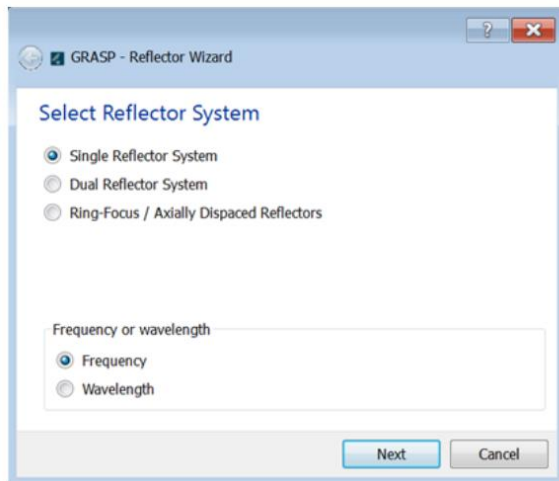 ?
GRASP - Reflector Wizard
Select Reflector System
Single Reflector System
Dual Reflector System
Ring-Focus / Axially Dispaced Reflectors
Frequency or wavelength
Frequency
Wavelength
Next
Cancel